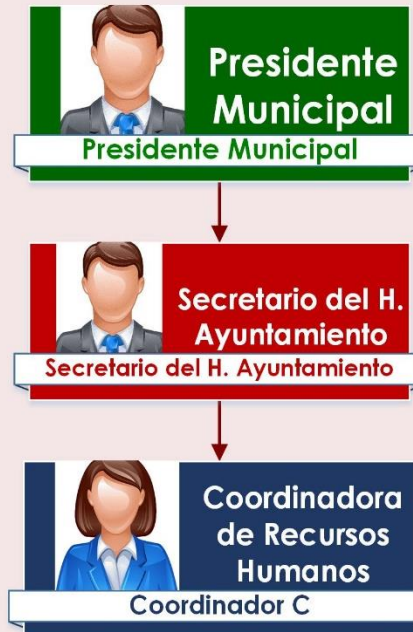 Presidente
Municipal
Presidente Municipal
Secretario del H.
Ayuntamiento
Secretario del H. Ayuntamiento
Coordinadora
de Recursos
Humanos
Coordinador C